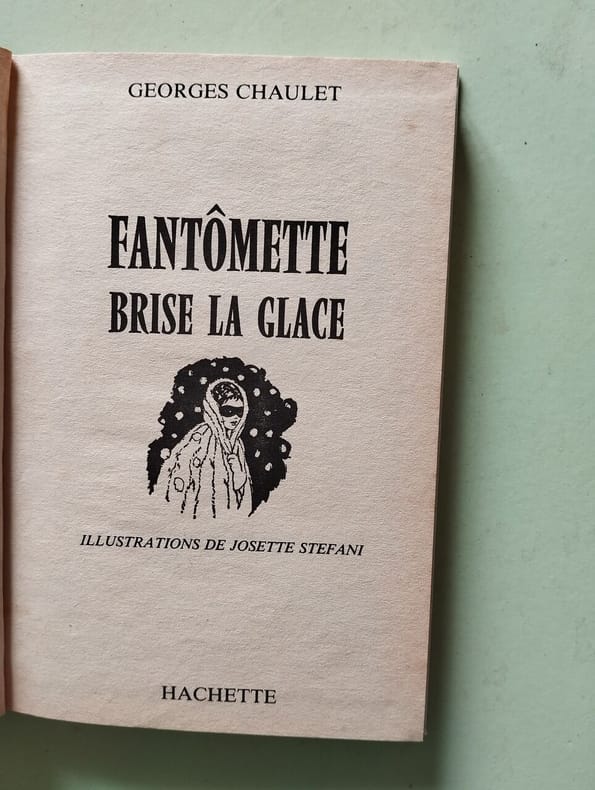 GEORGES CHAULET
FANTÔMETTE
BRISE LA GLACE
ILLUSTRATIONS DE JOSETTE STEFANI
HACHETTE